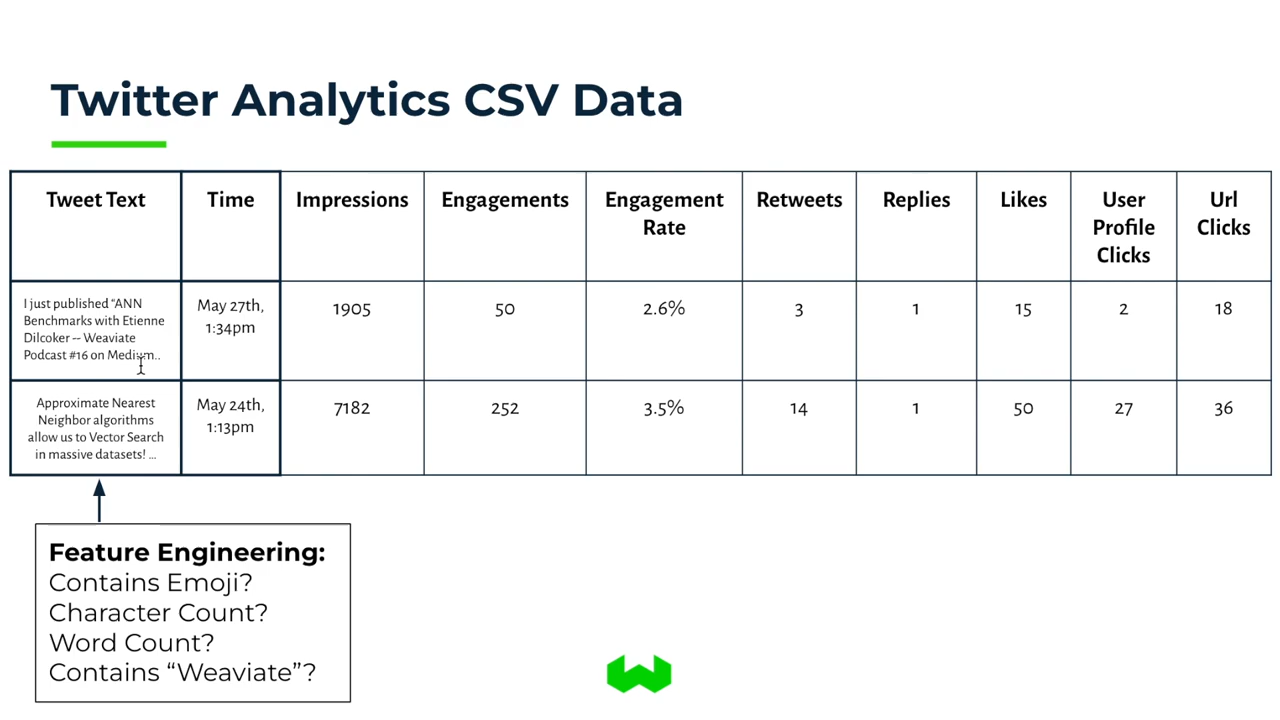 Twitter Analytics CSV Data
Tweet Text
Time
Impressions
Engagements
Engagement
Rate
Retweets
Replies
Likes
User
Profile
Clicks
Url
Clicks
I just published “ANN
Benchmarks with Etienne
Dilcoker -- Weaviate
Podcast #16 on Medium..
May 27th,
1:34pm
1905
50
2.6%
3
1
15
2
18
Approximate Nearest
Neighbor algorithms
allow us to Vector Search
in massive datasets! ...
May 24th,
1:13pm
7182
252
3.5%
14
1
50
27
36
Feature Engineering:
Contains Emoji?
Character Count?
Word Count?
Contains “Weaviate”?